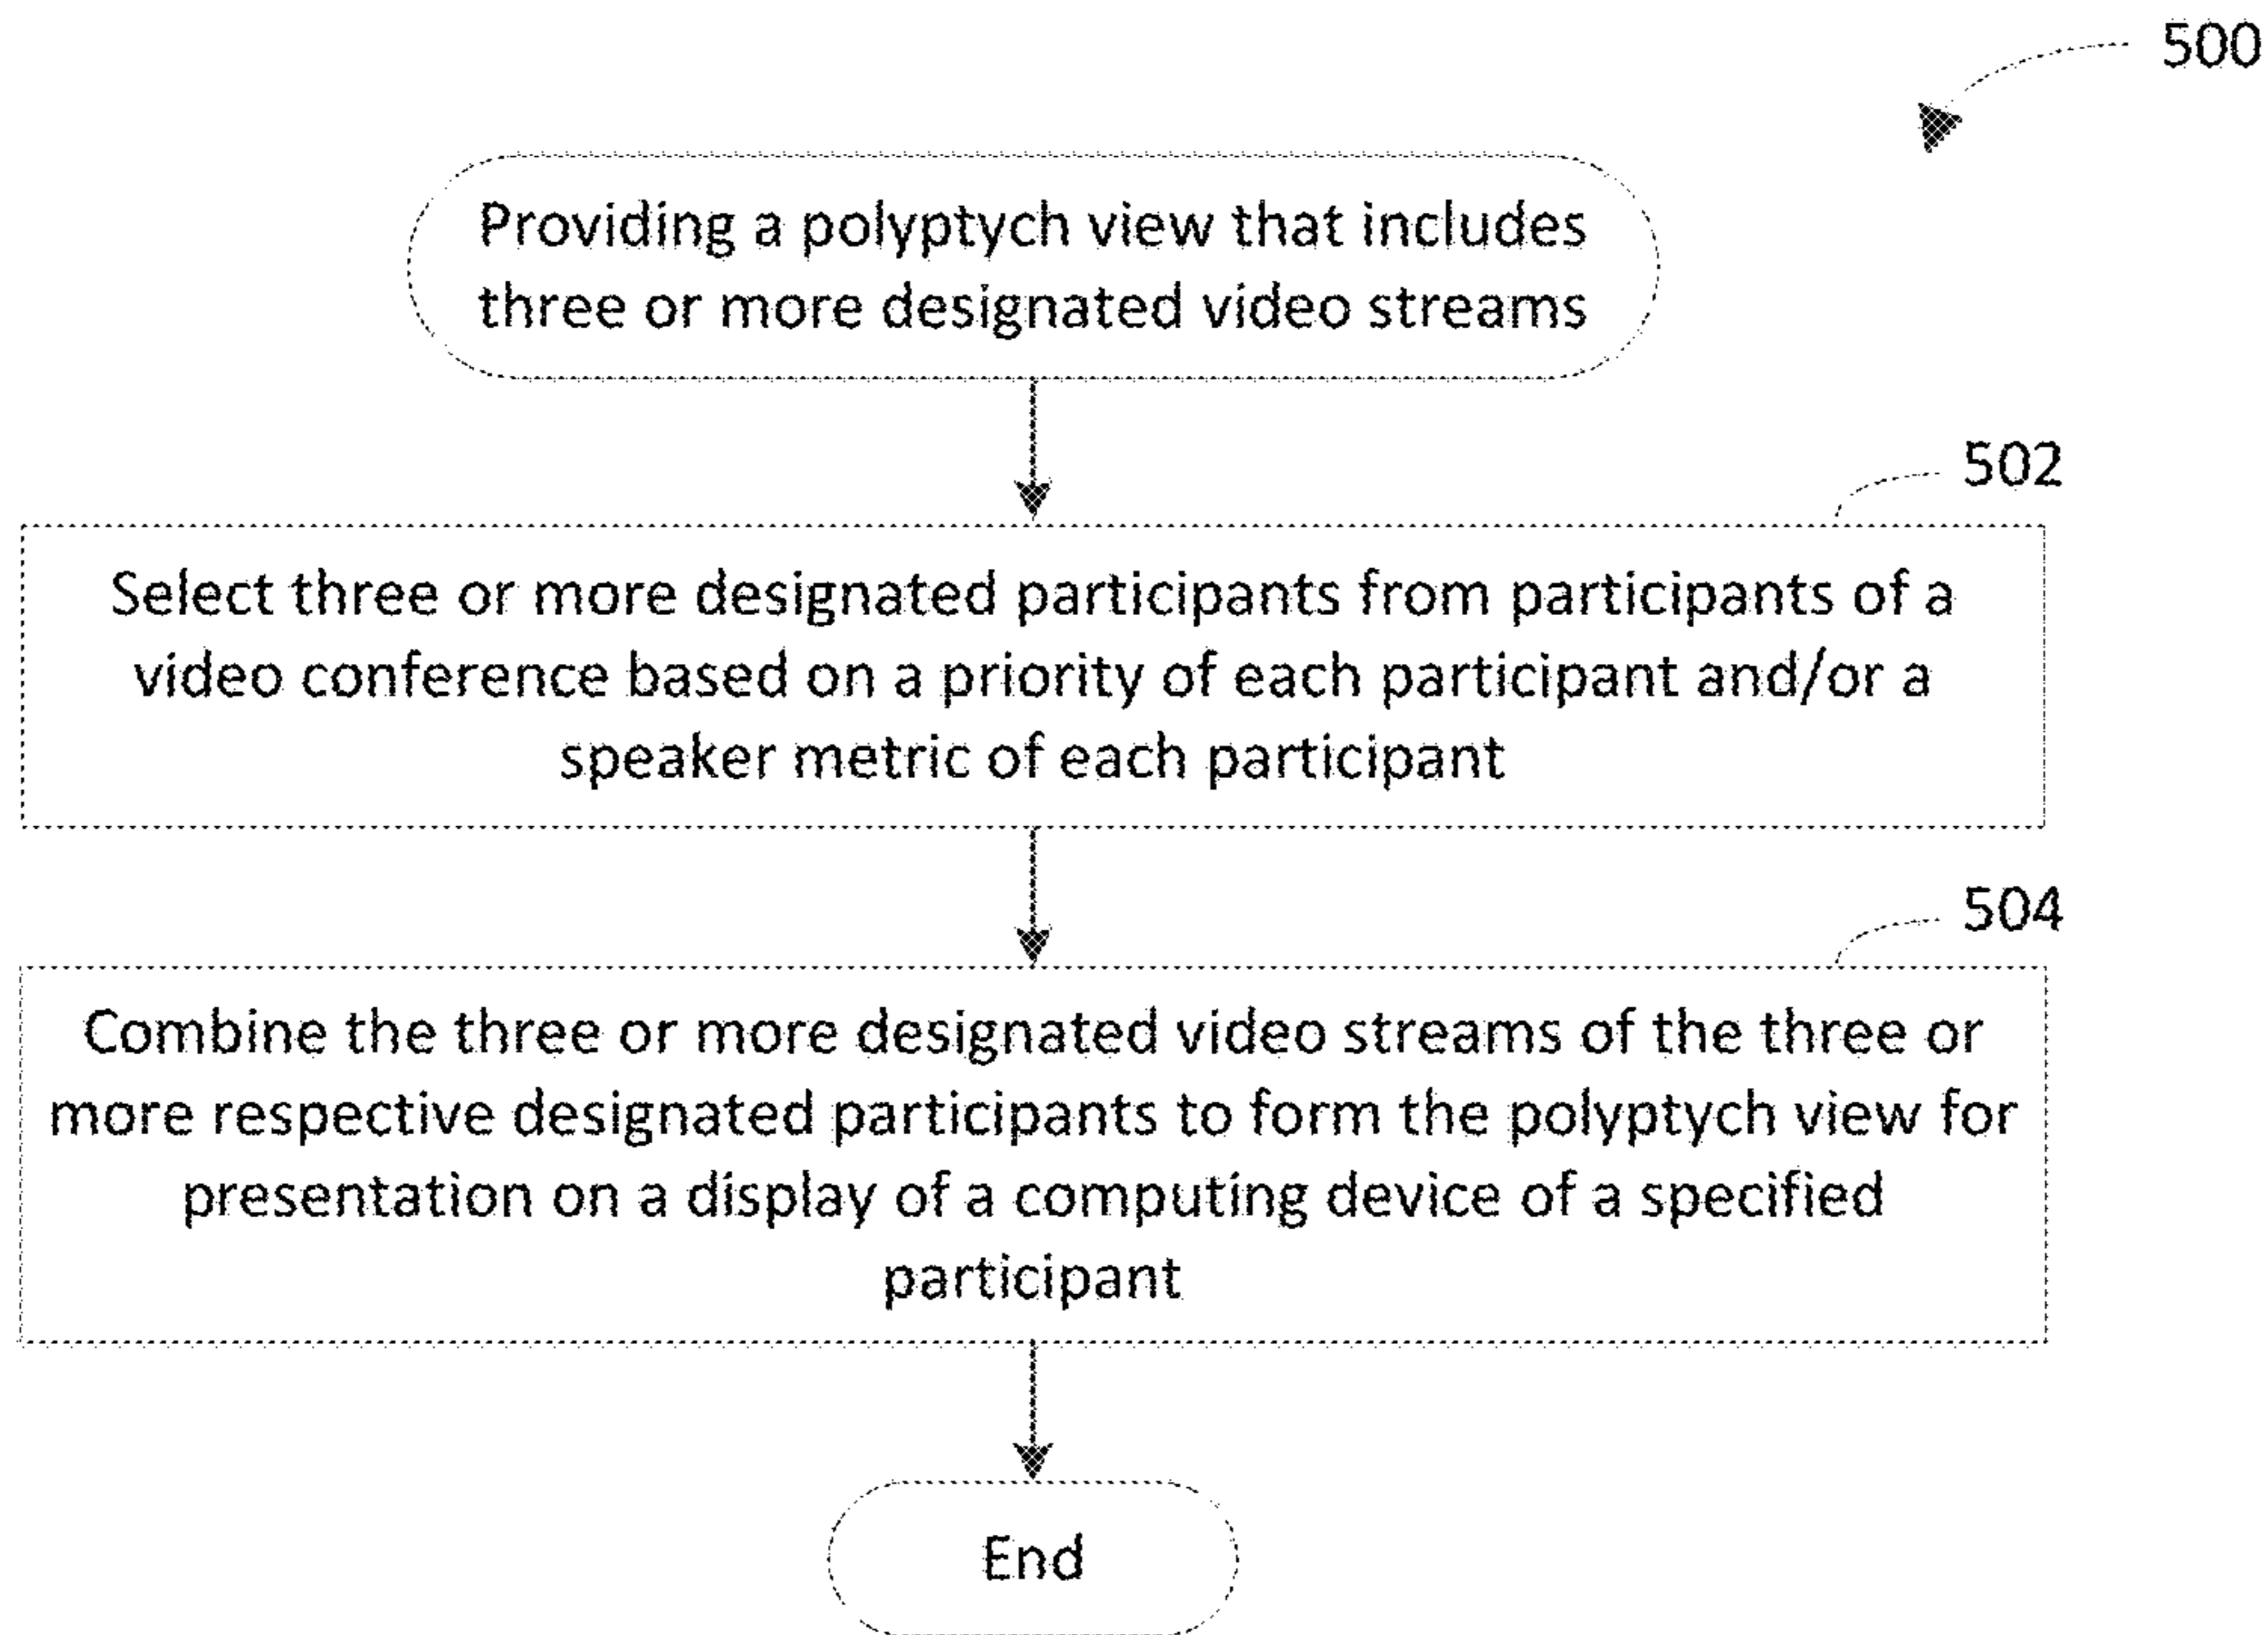 500
Providing a polyptych view that includes
three or more designated video streams
502
Select three or more designated participants from participants of a
video conference based on a priority of each participant and/or a
speaker metric of each participant
504
Combine the three or more designated video streams of the three or
more respective designated participants to form the polyptych view for
presentation on a display of a computing device of a specified
participant
End